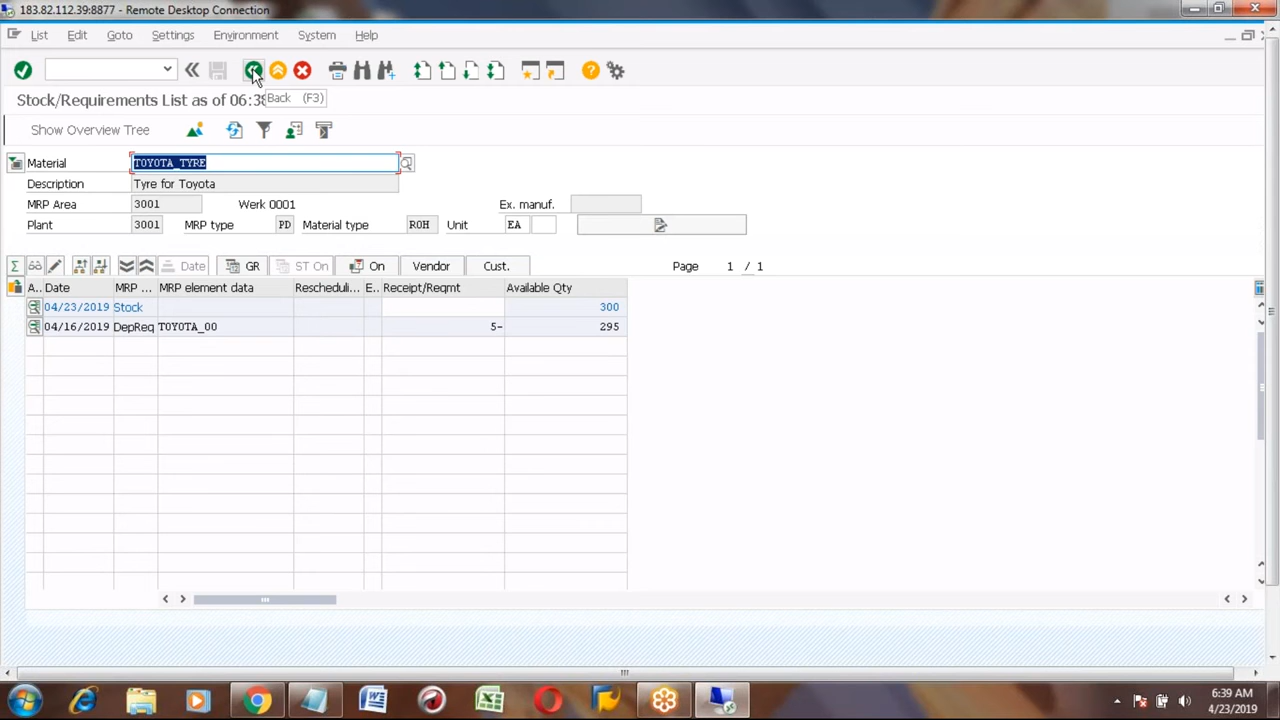 183.82.112.39:8877 - Remote Desktop Connection
List Edit Goto Settings Environment System Help
Back (F3)
Stock/Requirements List as of 06:38
Show Overview Tree
Material TOYOTA_TYRE
Description Tyre for Toyota
MRP Area 3001 Werk 0001 Ex. manuf.
Plant 3001 MRP type PD Material type ROH Unit EA
Date GR ST On On Vendor Cust. Page 1 / 1
A.. Date MRP ... MRP element data Rescheduli... E.. Receipt/Reqmt Available Qty
04/23/2019 Stock 300
04/16/2019 DepReq TOYOTA_00 5- 295
6:39 AM
4/23/2019